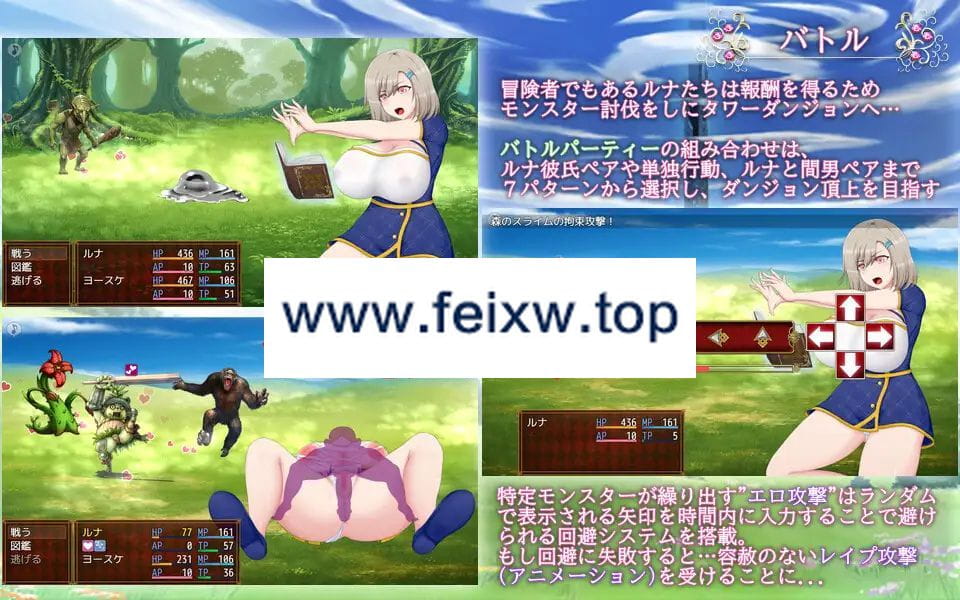 バトル
冒険者でもあるルナたちは報酬を得るため
モンスター討伐をしにタワーダンジョンへ…
バトルパーティーの組み合わせは、
ルナ彼氏ペアや単独行動、ルナと間男ペアまで
７パターンから選択し、ダンジョン頂上を目指す
戦う
図鑑
逃げる
ルナ HP 436 MP 161
AP 10 TP 63
ヨースケ HP 467 MP 106
AP 10 TP 51
森のスライムの拘束攻撃！
www.feixw.top
ルナ HP 436 MP 161
AP 10 TP 5
戦う
図鑑
逃げる
ルナ HP 77 MP 161
AP 0 TP 57
ヨースケ HP 231 MP 106
AP 10 TP 36
特定モンスターが繰り出す”エロ攻撃”はランダム
で表示される矢印を時間内に入力することで避け
られる回避システムを搭載。
もし回避に失敗すると…容赦のないレイプ攻撃
(アニメーション)を受けることに...